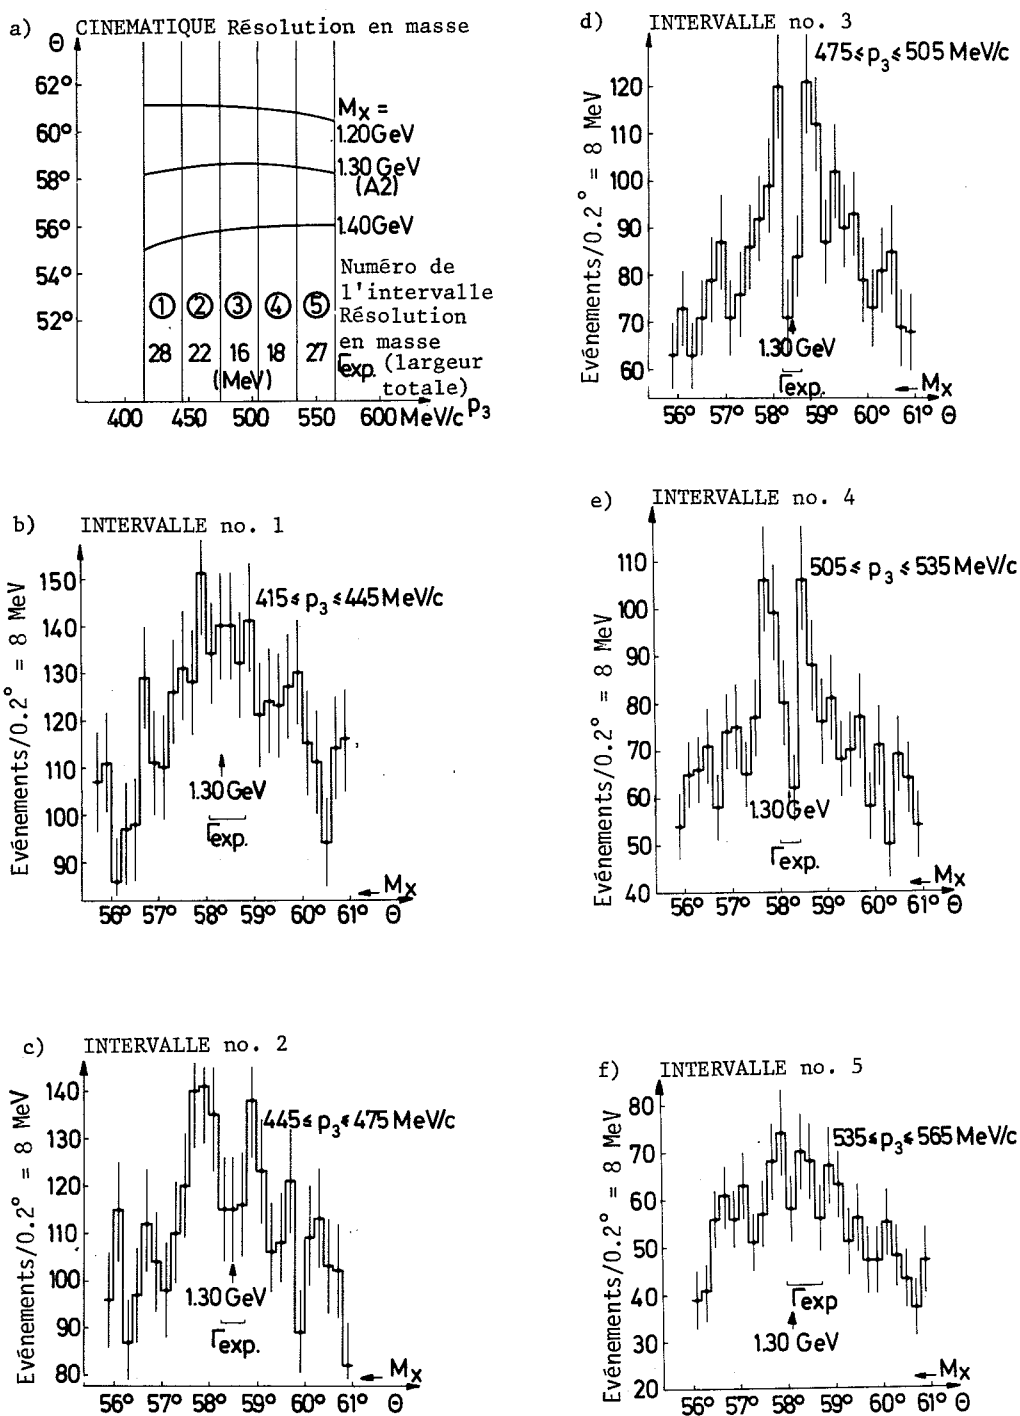 a) CINEMATIQUE Résolution en masse
Θ
62°
60°
58°
56°
54°
52°
Mx =
1.20GeV
1.30 GeV
(A2)
1.40GeV
Numéro de
l'intervalle
① ② ③ ④ ⑤
Résolution
en masse
28 22 16 18 27
(MeV)
Γexp. (largeur
totale)
400 450 500 550 600 MeV/c p3
b) INTERVALLE no. 1
Evénements/0.2° = 8 MeV
150
140
130
120
110
100
90
415 ≤ p3 ≤ 445 MeV/c
1.30 GeV
Γexp.
← Mx
56° 57° 58° 59° 60° 61° Θ
c) INTERVALLE no. 2
Evénements/0.2° = 8 MeV
140
130
120
110
100
90
80
445 ≤ p3 ≤ 475 MeV/c
1.30 GeV
Γexp.
← Mx
56° 57° 58° 59° 60° 61° Θ
d) INTERVALLE no. 3
Evénements/0.2° = 8 MeV
120
110
100
90
80
70
60
475 ≤ p3 ≤ 505 MeV/c
1.30 GeV
Γexp.
← Mx
56° 57° 58° 59° 60° 61° Θ
e) INTERVALLE no. 4
Evénements/0.2° = 8 MeV
110
100
90
80
70
60
50
40
505 ≤ p3 ≤ 535 MeV/c
1.30 GeV
Γexp.
← Mx
56° 57° 58° 59° 60° 61° Θ
f) INTERVALLE no. 5
Evénements/0.2° = 8 MeV
80
70
60
50
40
30
20
535 ≤ p3 ≤ 565 MeV/c
Γexp
1.30 GeV
← Mx
56° 57° 58° 59° 60° 61° Θ